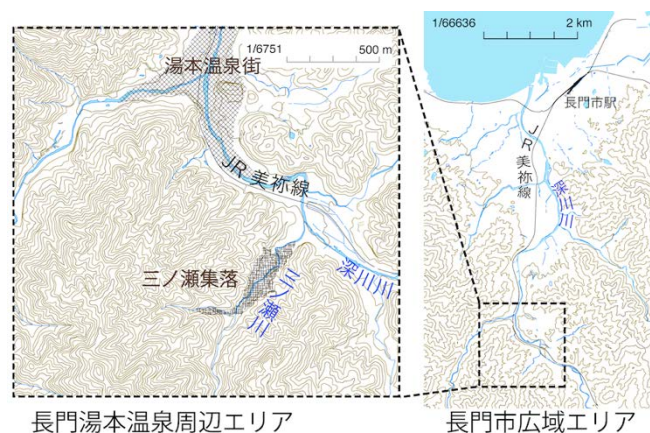 1/6751
500 m
湯本温泉街
JR 美祢線
三ノ瀬集落
三ノ瀬川
深川川
長門湯本温泉周辺エリア
1/66636
2 km
長門市駅
JR 美祢線
深川川
長門市広域エリア